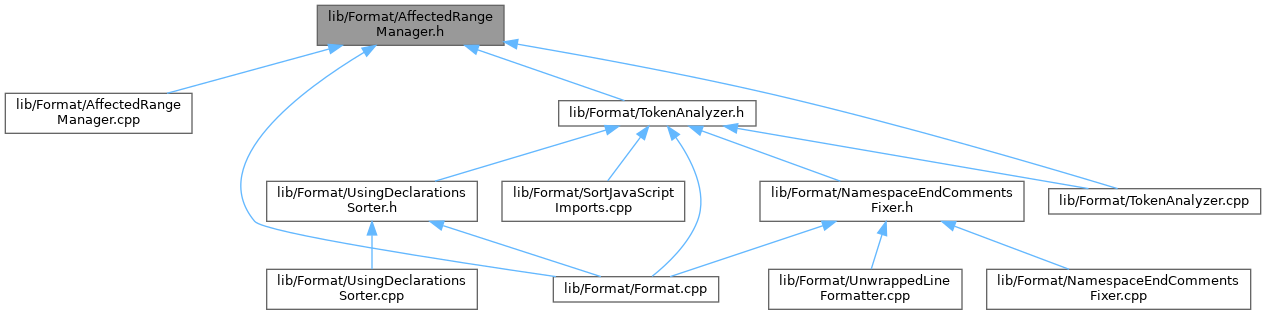 lib/Format/AffectedRange
Manager.h
lib/Format/AffectedRange
Manager.cpp
lib/Format/TokenAnalyzer.h
lib/Format/UsingDeclarations
Sorter.h
lib/Format/SortJavaScript
Imports.cpp
lib/Format/NamespaceEndComments
Fixer.h
lib/Format/TokenAnalyzer.cpp
lib/Format/UsingDeclarations
Sorter.cpp
lib/Format/Format.cpp
lib/Format/UnwrappedLine
Formatter.cpp
lib/Format/NamespaceEndComments
Fixer.cpp